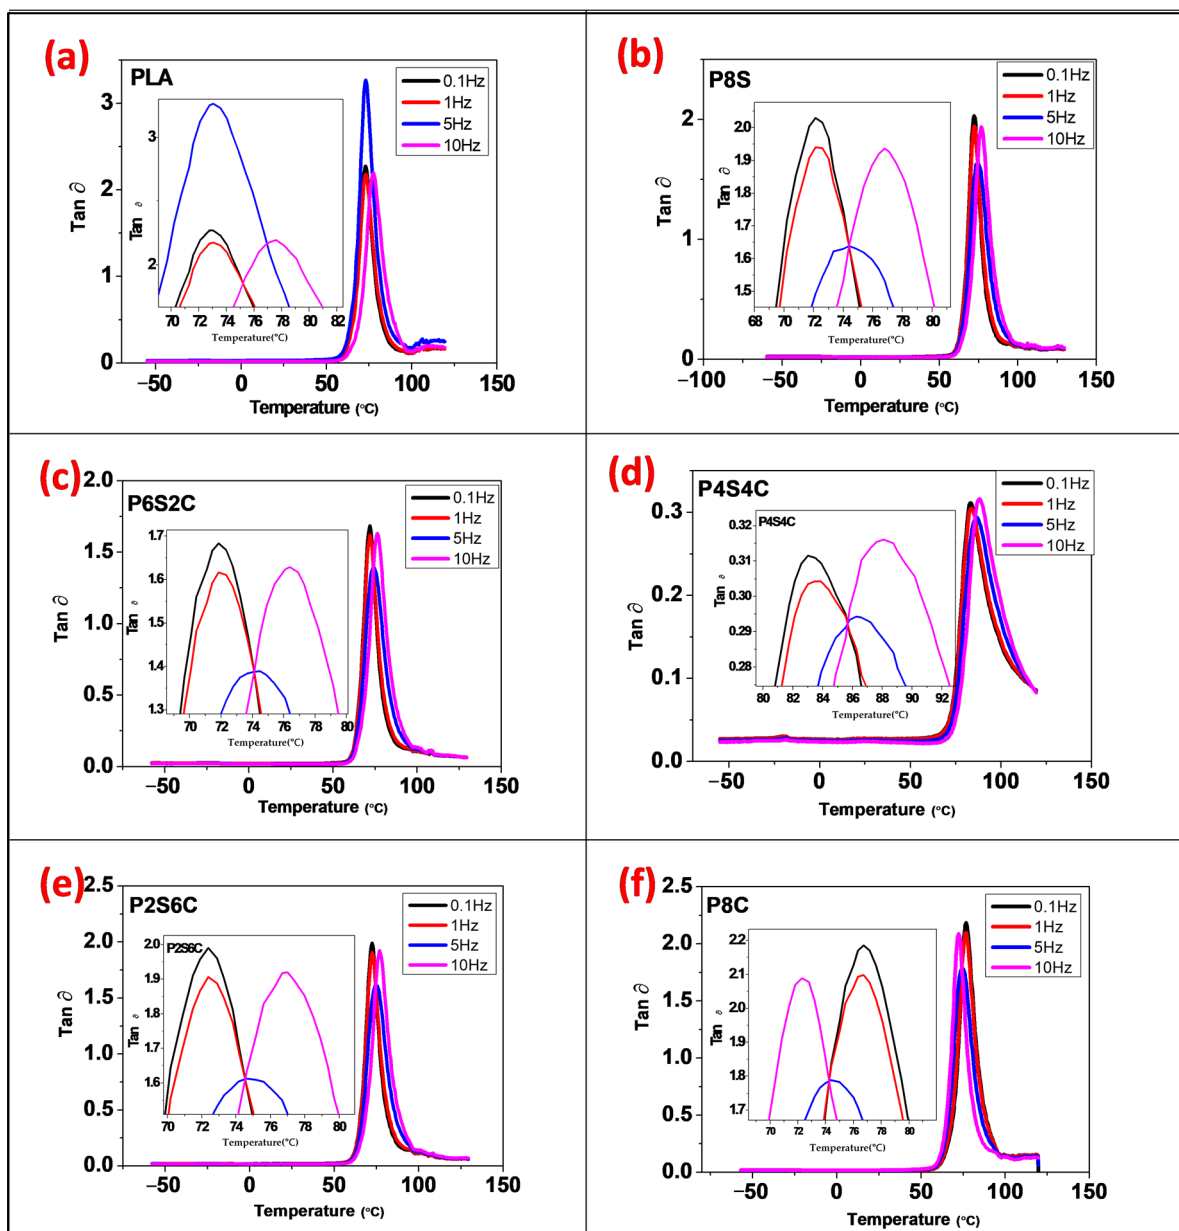 (a)
PLA
0.1Hz
1Hz
5Hz
10Hz
Tan ∂
3
2
1
0
3
2
Tan ∂
70 72 74 76 78 80 82
Temperature(°C)
−50 0 50 100 150
Temperature (°C)
(b)
P8S
0.1Hz
1Hz
5Hz
10Hz
Tan ∂
2
1
0
2.0
1.9
1.8
1.7
1.6
1.5
Tan ∂
68 70 72 74 76 78 80
Temperature(°C)
−100 −50 0 50 100 150
Temperature (°C)
(c)
P6S2C
0.1Hz
1Hz
5Hz
10Hz
Tan ∂
2.0
1.5
1.0
0.5
0.0
1.7
1.6
1.5
1.4
1.3
Tan ∂
70 72 74 76 78 80
Temperature(°C)
−50 0 50 100 150
Temperature (°C)
(d)
P4S4C
0.1Hz
1Hz
5Hz
10Hz
Tan ∂
0.3
0.2
0.1
0.0
P4S4C
0.32
0.31
0.30
0.29
0.28
Tan ∂
80 82 84 86 88 90 92
Temperature(°C)
−50 0 50 100 150
Temperature (°C)
(e)
P2S6C
0.1Hz
1Hz
5Hz
10Hz
Tan ∂
2.5
2.0
1.5
1.0
0.5
0.0
P2S6C
2.0
1.9
1.8
1.7
1.6
Tan ∂
70 72 74 76 78 80
Temperature(°C)
−50 0 50 100 150
Temperature (°C)
(f)
P8C
0.1Hz
1Hz
5Hz
10Hz
Tan ∂
2.5
2.0
1.5
1.0
0.5
0.0
22
21
20
1.9
1.8
1.7
Tan ∂
70 72 74 76 78 80
Temperature(°C)
−50 0 50 100 150
Temperature (°C)